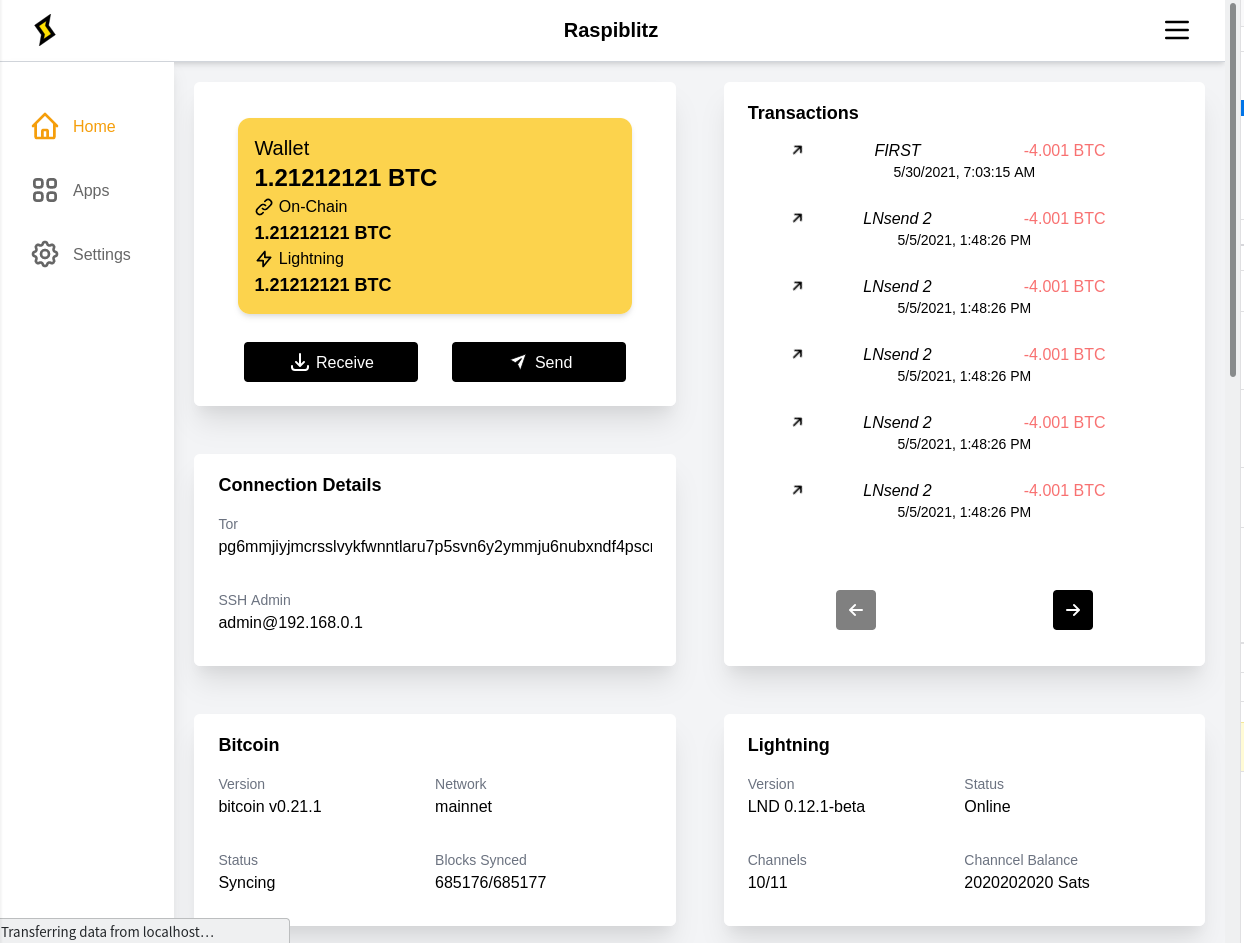 Raspiblitz
Home
Apps
Settings
Wallet
1.21212121 BTC
On-Chain
1.21212121 BTC
Lightning
1.21212121 BTC
Receive
Send
Transactions
FIRST -4.001 BTC
5/30/2021, 7:03:15 AM
LNsend 2 -4.001 BTC
5/5/2021, 1:48:26 PM
LNsend 2 -4.001 BTC
5/5/2021, 1:48:26 PM
LNsend 2 -4.001 BTC
5/5/2021, 1:48:26 PM
LNsend 2 -4.001 BTC
5/5/2021, 1:48:26 PM
LNsend 2 -4.001 BTC
5/5/2021, 1:48:26 PM
Connection Details
Tor
pg6mmjiyjmcrsslvykfwnntlaru7p5svn6y2ymmju6nubxndf4pscr
SSH Admin
admin@192.168.0.1
Bitcoin
Version Network
bitcoin v0.21.1 mainnet
Status Blocks Synced
Syncing 685176/685177
Lightning
Version Status
LND 0.12.1-beta Online
Channels Channcel Balance
10/11 2020202020 Sats
Transferring data from localhost…